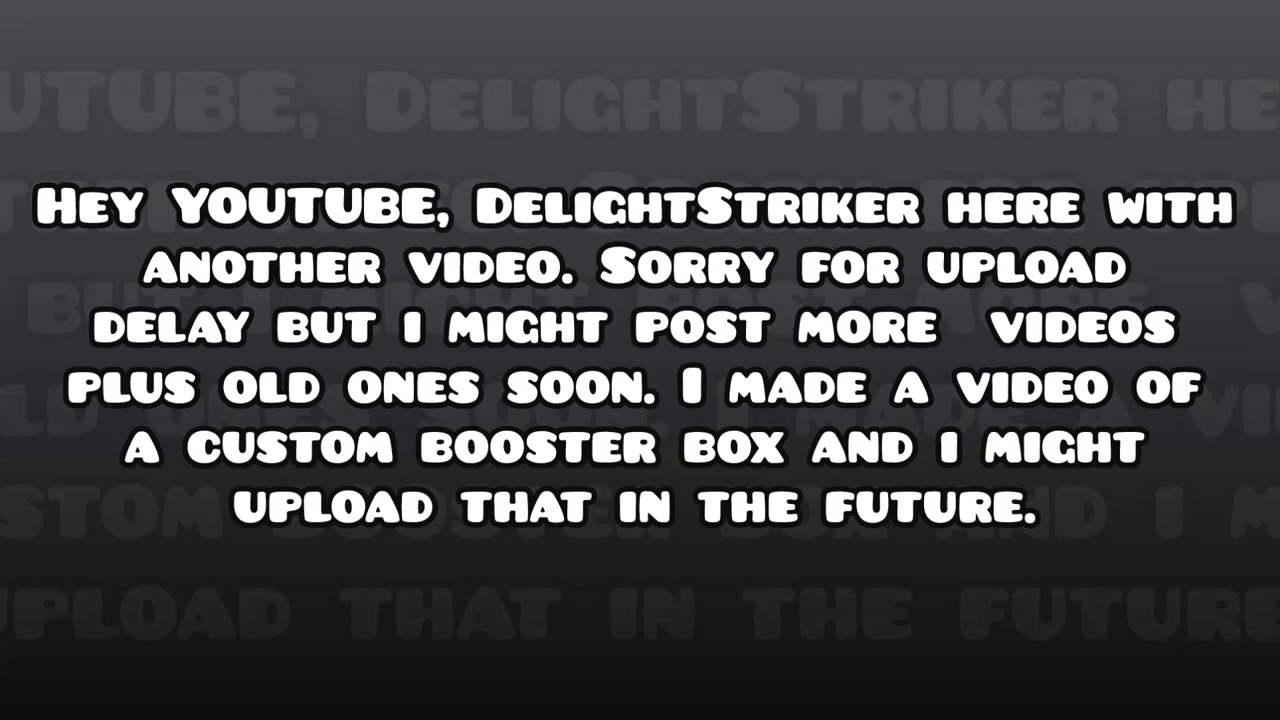 Hey YOUTUBE, DelightStriker here with
another video. Sorry for upload
delay but i might post more  videos
plus old ones soon. I made a video of
a custom booster box and i might
upload that in the future.